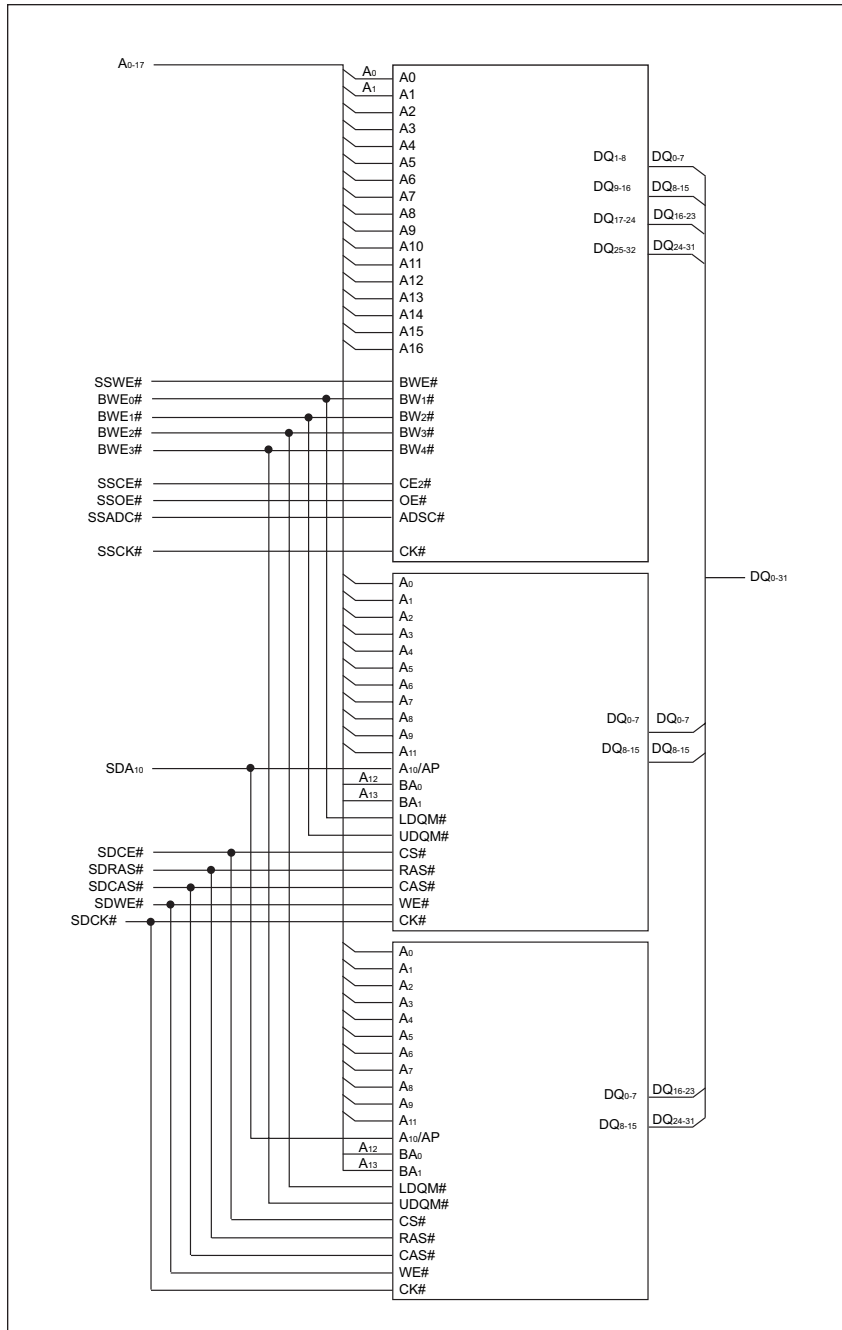 A0-17 A0 A0
A1 A1
A2
A3
A4
A5
A6
A7
A8
A9
A10
A11
A12
A13
A14
A15
A16
DQ1-8 DQ0-7
DQ9-16 DQ8-15
DQ17-24 DQ16-23
DQ25-32 DQ24-31
SSWE# BWE#
BWE0# BW1#
BWE1# BW2#
BWE2# BW3#
BWE3# BW4#
SSCE# CE2#
SSOE# OE#
SSADC# ADSC#
SSCK# CK#
DQ0-31
A0
A1
A2
A3
A4
A5
A6
A7
A8
A9
A11
DQ0-7 DQ0-7
DQ8-15 DQ8-15
SDA10 A10/AP
A12 BA0
A13 BA1
LDQM#
UDQM#
SDCE# CS#
SDRAS# RAS#
SDCAS# CAS#
SDWE# WE#
SDCK# CK#
A0
A1
A2
A3
A4
A5
A6
A7
A8
A9
A11
DQ0-7 DQ16-23
DQ8-15 DQ24-31
A10/AP
A12 BA0
A13 BA1
LDQM#
UDQM#
CS#
RAS#
CAS#
WE#
CK#